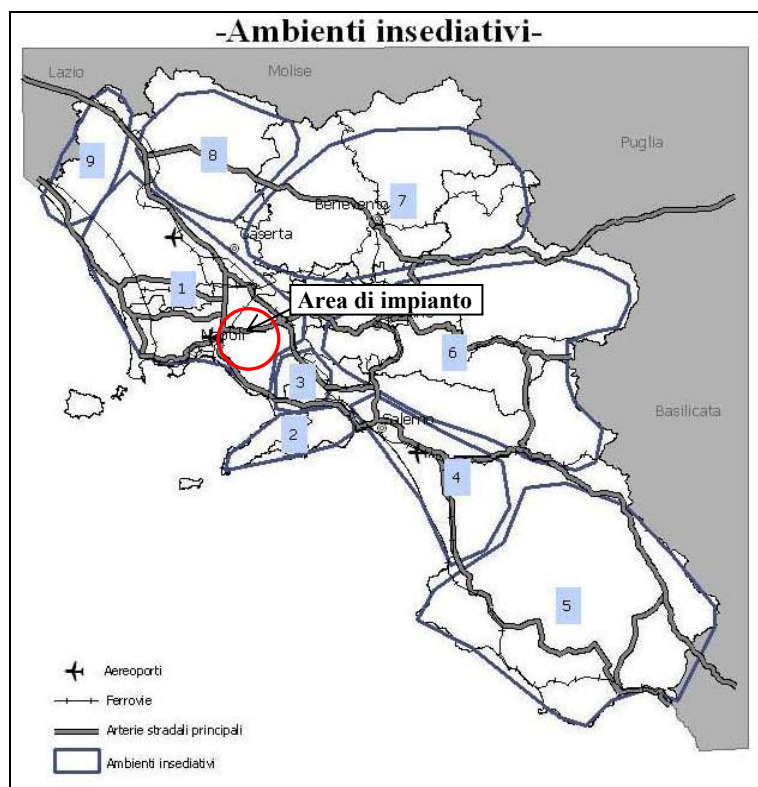 -Ambienti insediativi-
Lazio
Molise
Puglia
9
8
7
Benevento
Caserta
1
Area di impianto
Napoli
6
3
Basilicata
2
Salerno
4
5
Aereoporti
Ferrovie
Arterie stradali principali
Ambienti insediativi